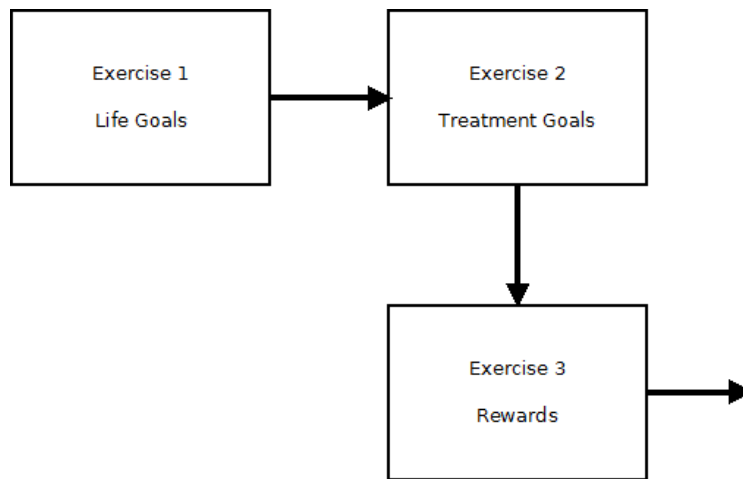 Exercise 1
Life Goals
Exercise 2
Treatment Goals
Exercise 3
Rewards